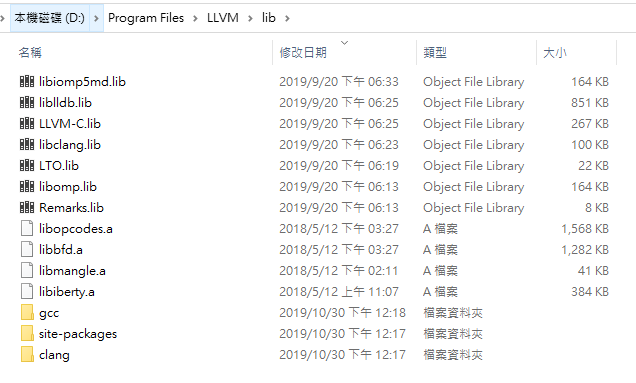 本機磁碟 (D:) Program Files LLVM lib
名稱 修改日期 類型 大小
libiomp5md.lib 2019/9/20 下午 06:33 Object File Library 164 KB
liblldb.lib 2019/9/20 下午 06:25 Object File Library 851 KB
LLVM-C.lib 2019/9/20 下午 06:25 Object File Library 267 KB
libclang.lib 2019/9/20 下午 06:23 Object File Library 100 KB
LTO.lib 2019/9/20 下午 06:19 Object File Library 22 KB
libomp.lib 2019/9/20 下午 06:13 Object File Library 164 KB
Remarks.lib 2019/9/20 下午 06:13 Object File Library 8 KB
libopcodes.a 2018/5/12 下午 03:27 A 檔案 1,568 KB
libbfd.a 2018/5/12 下午 03:27 A 檔案 1,282 KB
libmangle.a 2018/5/12 下午 02:11 A 檔案 41 KB
libiberty.a 2018/5/12 上午 11:07 A 檔案 384 KB
gcc 2019/10/30 下午 12:18 檔案資料夾
site-packages 2019/10/30 下午 12:17 檔案資料夾
clang 2019/10/30 下午 12:17 檔案資料夾